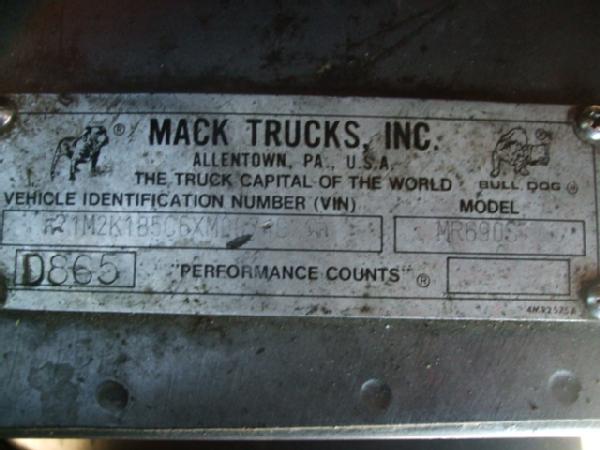 MACK TRUCKS, INC.
ALLENTOWN, PA., U.S.A.
THE TRUCK CAPITAL OF THE WORLD
BULL DOG ®
VEHICLE IDENTIFICATION NUMBER (VIN)
MODEL
MR690S
D865
"PERFORMANCE COUNTS" ®